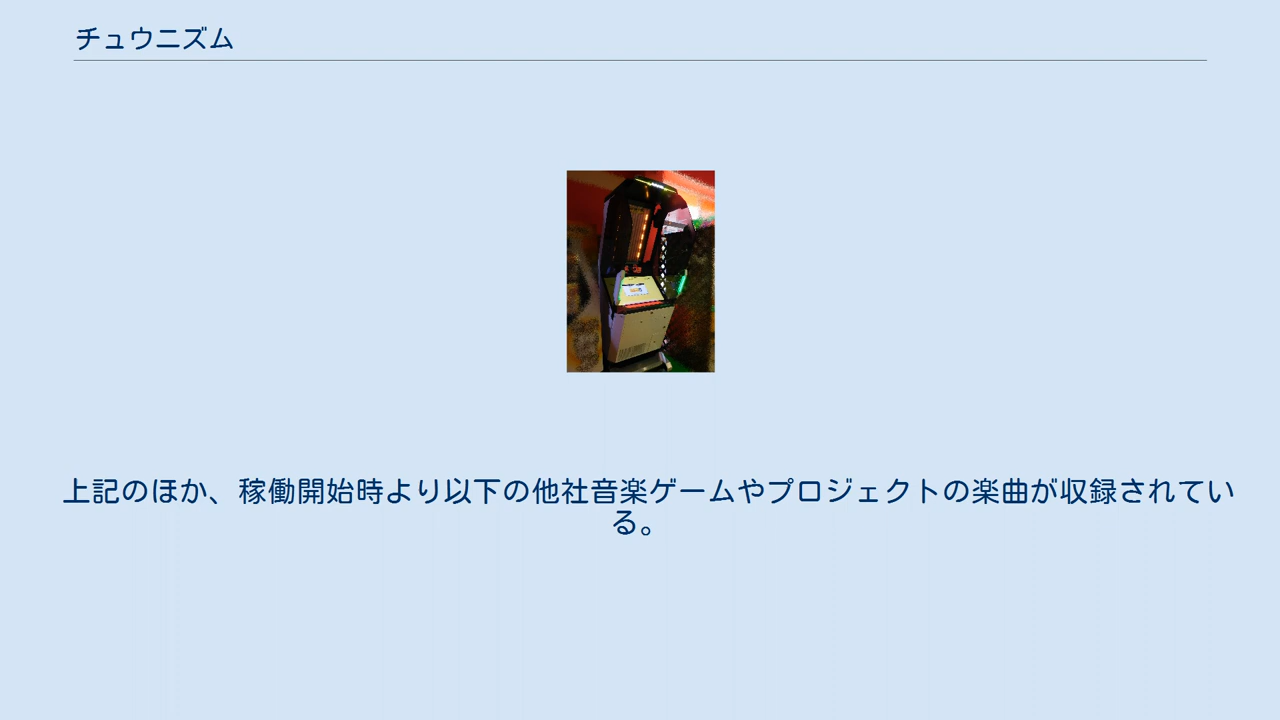 チュウニズム
上記のほか、稼働開始時より以下の他社音楽ゲームやプロジェクトの楽曲が収録されてい
る。